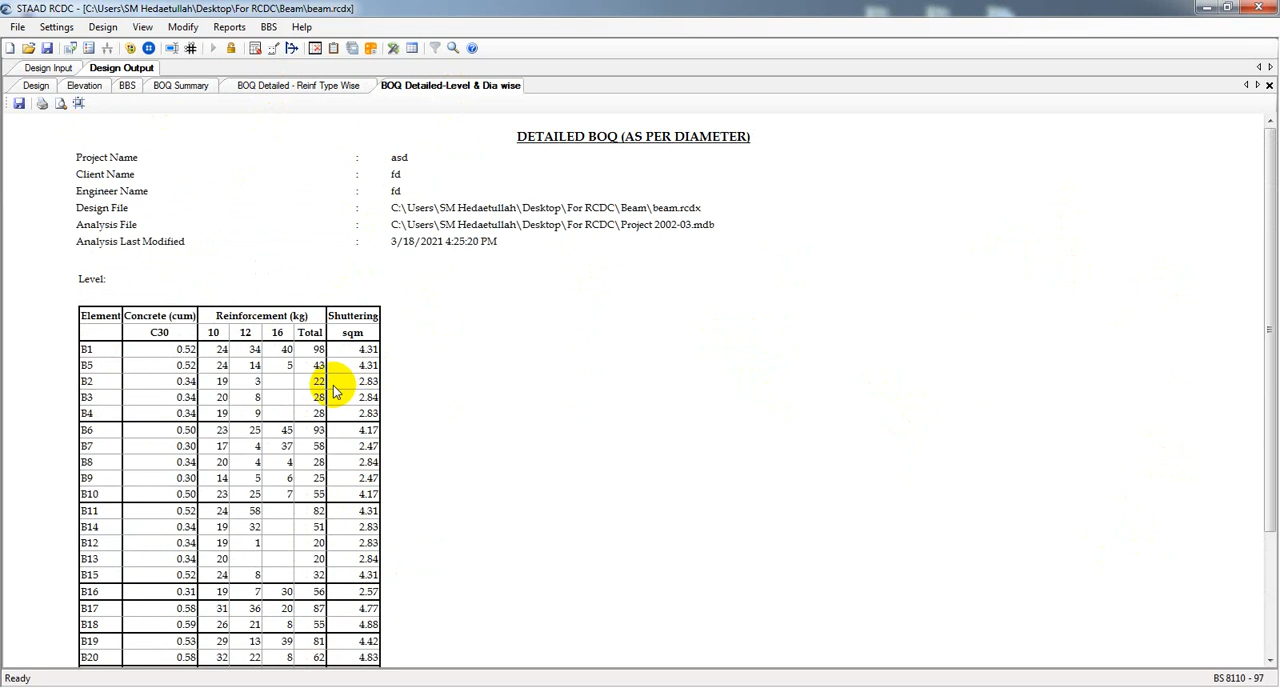 STAAD RCDC - [C:\Users\SM Hedaetullah\Desktop\For RCDC\Beam\beam.rcdx]
File Settings Design View Modify Reports BBS Help
Design Input Design Output
Design Elevation BBS BOQ Summary BOQ Detailed - Reinf Type Wise BOQ Detailed-Level & Dia wise
DETAILED BOQ (AS PER DIAMETER)
Project Name : asd
Client Name : fd
Engineer Name : fd
Design File : C:\Users\SM Hedaetullah\Desktop\For RCDC\Beam\beam.rcdx
Analysis File : C:\Users\SM Hedaetullah\Desktop\For RCDC\Project 2002-03.mdb
Analysis Last Modified : 3/18/2021 4:25:20 PM
Level:
Element Concrete (cum) Reinforcement (kg) Shuttering
C30 10 12 16 Total sqm
B1 0.52 24 34 40 98 4.31
B5 0.52 24 14 5 43 4.31
B2 0.34 19 3 22 2.83
B3 0.34 20 8 28 2.84
B4 0.34 19 9 28 2.83
B6 0.50 23 25 45 93 4.17
B7 0.30 17 4 37 58 2.47
B8 0.34 20 4 4 28 2.84
B9 0.30 14 5 6 25 2.47
B10 0.50 23 25 7 55 4.17
B11 0.52 24 58 82 4.31
B14 0.34 19 32 51 2.83
B12 0.34 19 1 20 2.83
B13 0.34 20 20 2.84
B15 0.52 24 8 32 4.31
B16 0.31 19 7 30 56 2.57
B17 0.58 31 36 20 87 4.77
B18 0.59 26 21 8 55 4.88
B19 0.53 29 13 39 81 4.42
B20 0.58 32 22 8 62 4.83
Ready BS 8110 - 97